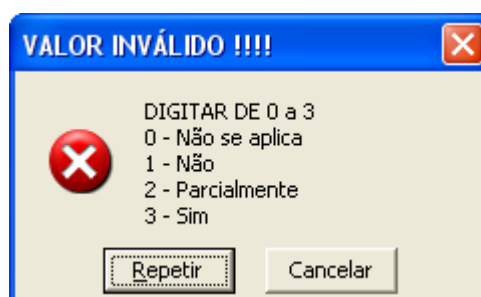 VALOR INVÁLIDO !!!!
DIGITAR DE 0 a 3
0 - Não se aplica
1 - Não
2 - Parcialmente
3 - Sim
Repetir Cancelar